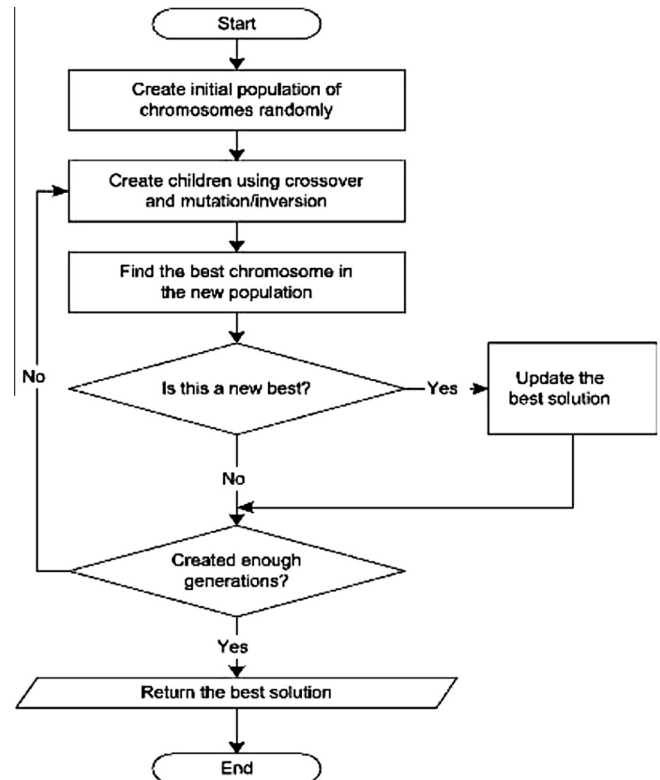 Start
Create initial population of
chromosomes randomly
Create children using crossover
and mutation/inversion
Find the best chromosome in
the new population
No
Is this a new best?
Yes
Update the
best solution
No
Created enough
generations?
Yes
Return the best solution
End